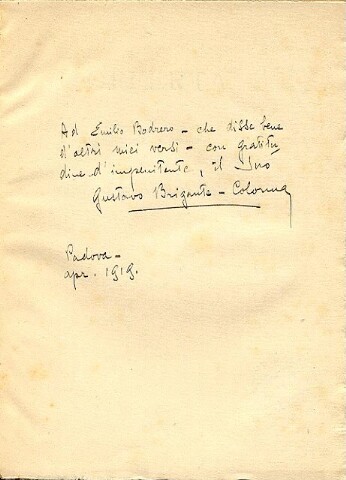 Ad Emilio Bodrero - che disse bene
d'altri miei versi - con gratitu
dine d'impenitente, il suo
Gustavo Brigante - Colonna
Padova -
apr. 1919.